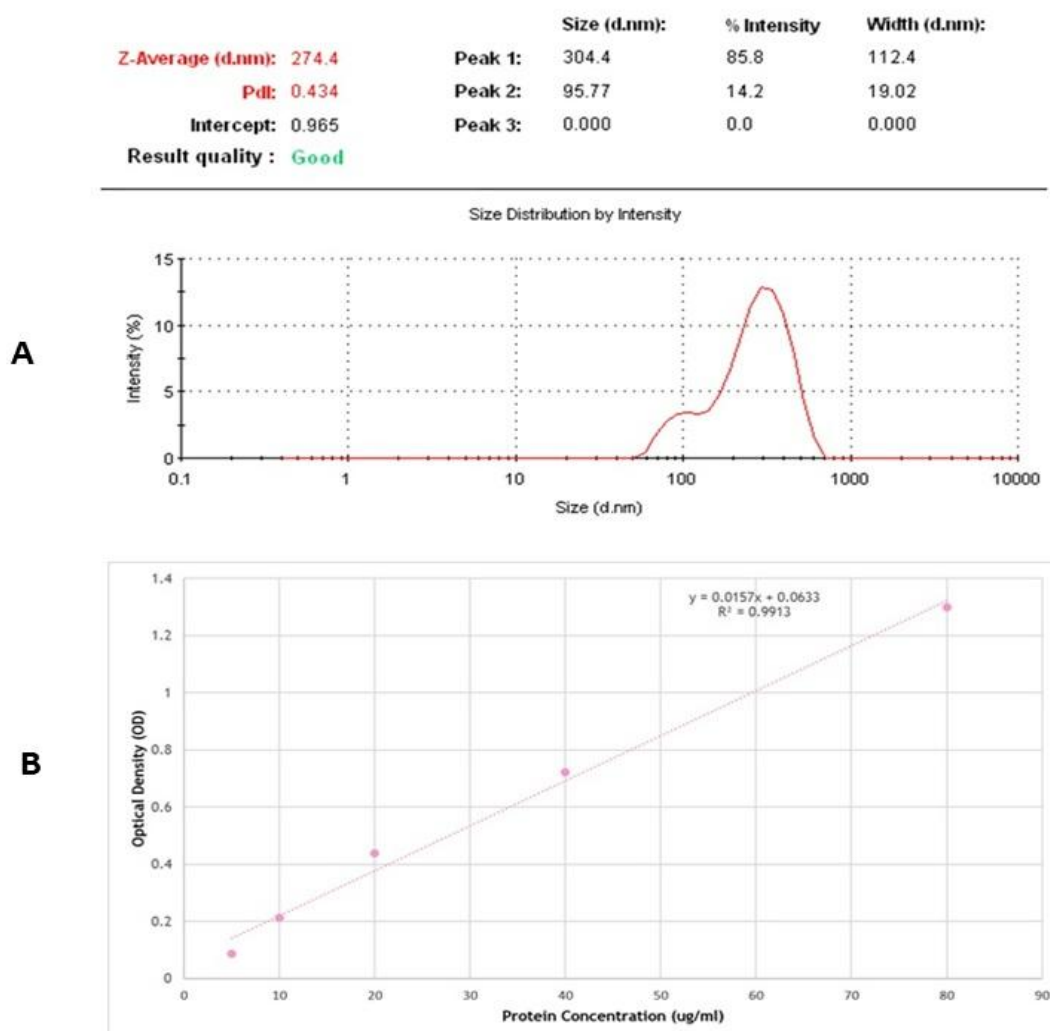 Size (d.nm): % Intensity Width (d.nm):
Z-Average (d.nm): 274.4 Peak 1: 304.4 85.8 112.4
PdI: 0.434 Peak 2: 95.77 14.2 19.02
Intercept: 0.965 Peak 3: 0.000 0.0 0.000
Result quality : Good
Size Distribution by Intensity
A
Intensity (%)
15
10
5
0
0.1 1 10 100 1000 10000
Size (d.nm)
B
Optical Density (OD)
1.4
y = 0.0157x + 0.0633
R² = 0.9913
1.2
1
0.8
0.6
0.4
0.2
0
0 10 20 30 40 50 60 70 80 90
Protein Concentration (ug/ml)